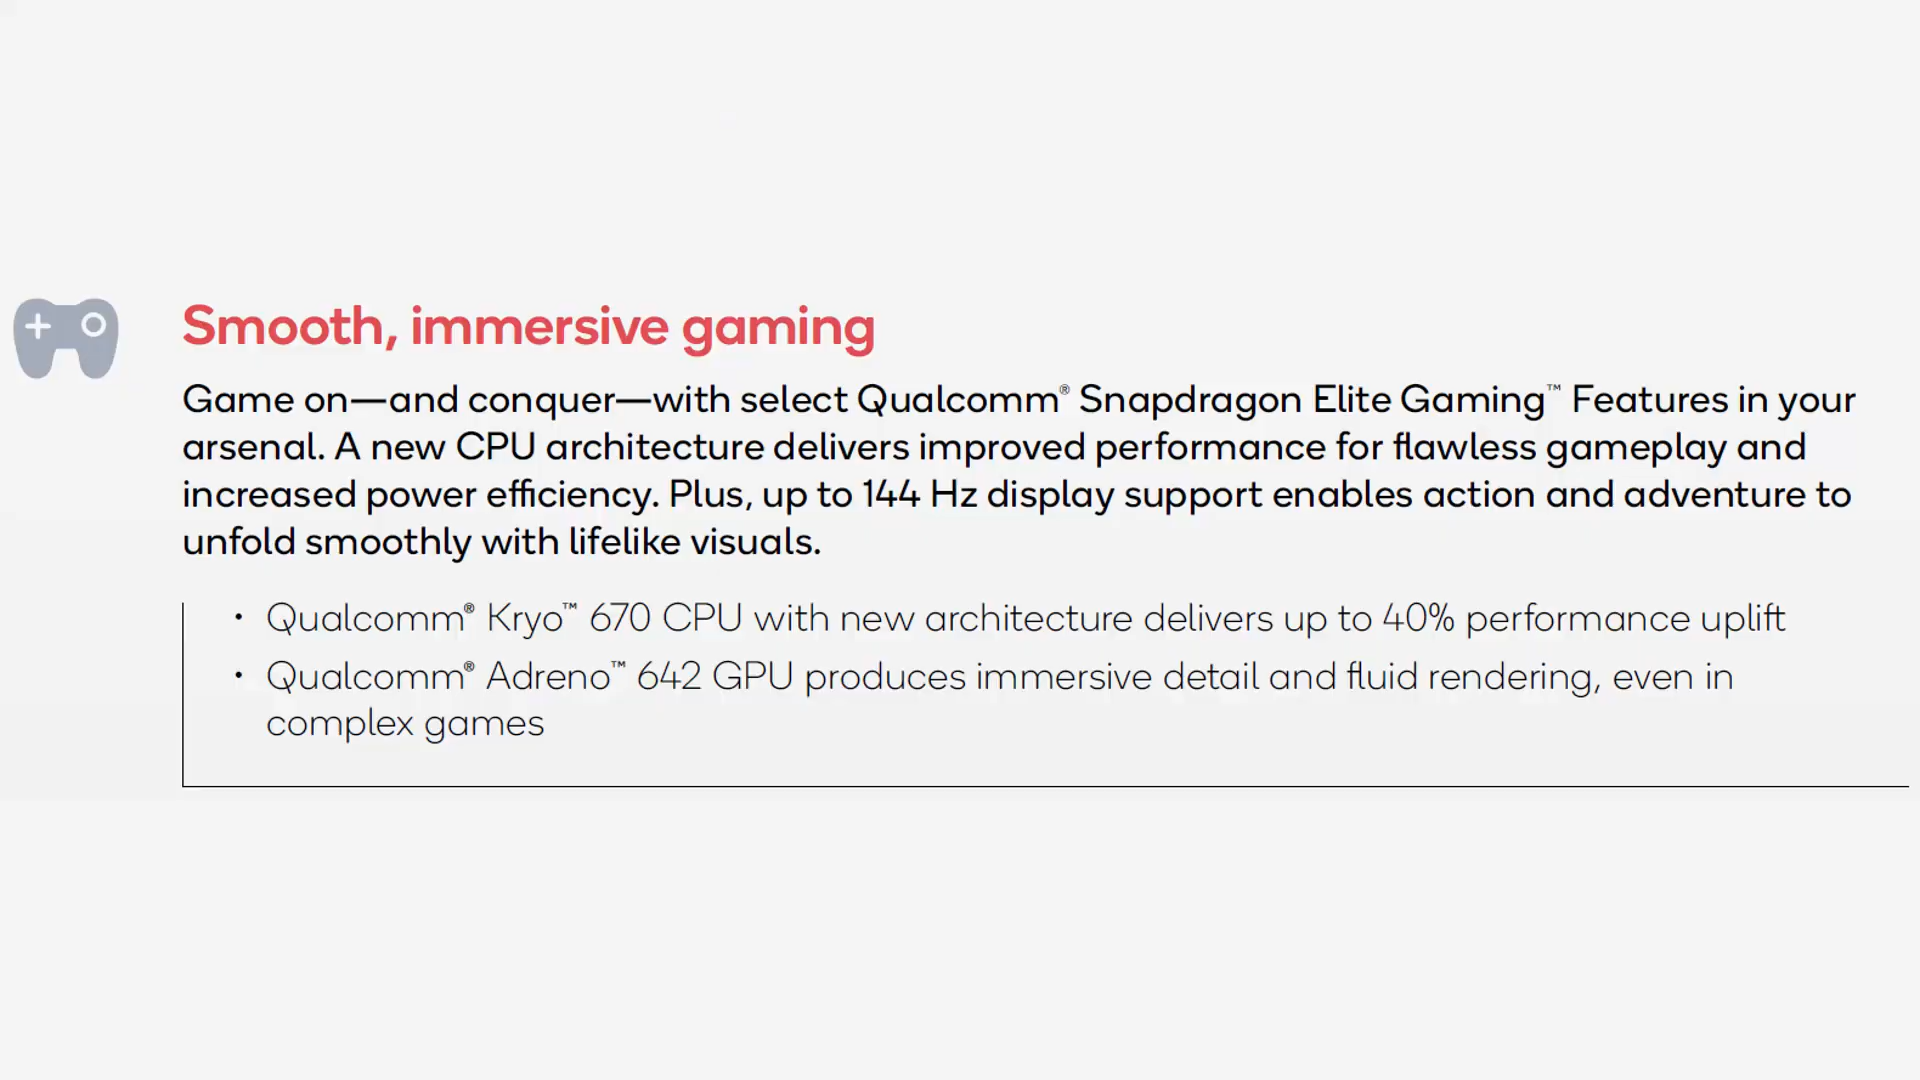 Smooth, immersive gaming
Game on—and conquer—with select Qualcomm® Snapdragon Elite Gaming™ Features in your
arsenal. A new CPU architecture delivers improved performance for flawless gameplay and
increased power efficiency. Plus, up to 144 Hz display support enables action and adventure to
unfold smoothly with lifelike visuals.
• Qualcomm® Kryo™ 670 CPU with new architecture delivers up to 40% performance uplift
• Qualcomm® Adreno™ 642 GPU produces immersive detail and fluid rendering, even in
complex games